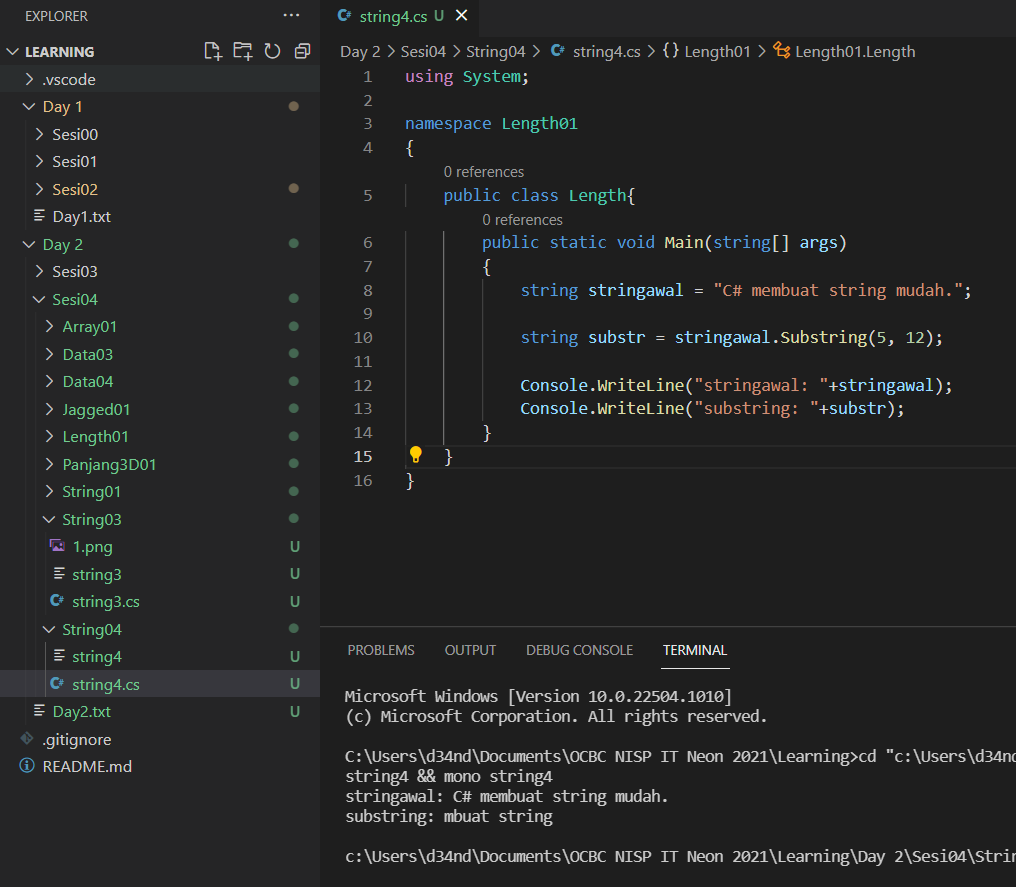 EXPLORER
LEARNING
.vscode
Day 1
Sesi00
Sesi01
Sesi02
Day1.txt
Day 2
Sesi03
Sesi04
Array01
Data03
Data04
Jagged01
Length01
Panjang3D01
String01
String03
1.png U
string3 U
C# string3.cs U
String04
string4 U
C# string4.cs U
Day2.txt U
.gitignore
README.md
C# string4.cs U
Day 2 > Sesi04 > String04 > C# string4.cs > {} Length01 > Length01.Length
1 using System;
2
3 namespace Length01
4 {
0 references
5 public class Length{
0 references
6 public static void Main(string[] args)
7 {
8 string stringawal = "C# membuat string mudah.";
9
10 string substr = stringawal.Substring(5, 12);
11
12 Console.WriteLine("stringawal: "+stringawal);
13 Console.WriteLine("substring: "+substr);
14 }
15 }
16 }
PROBLEMS OUTPUT DEBUG CONSOLE TERMINAL
Microsoft Windows [Version 10.0.22504.1010]
(c) Microsoft Corporation. All rights reserved.
C:\Users\d34nd\Documents\OCBC NISP IT Neon 2021\Learning>cd "c:\Users\d34nd
string4 && mono string4
stringawal: C# membuat string mudah.
substring: mbuat string
c:\Users\d34nd\Documents\OCBC NISP IT Neon 2021\Learning\Day 2\Sesi04\Strin